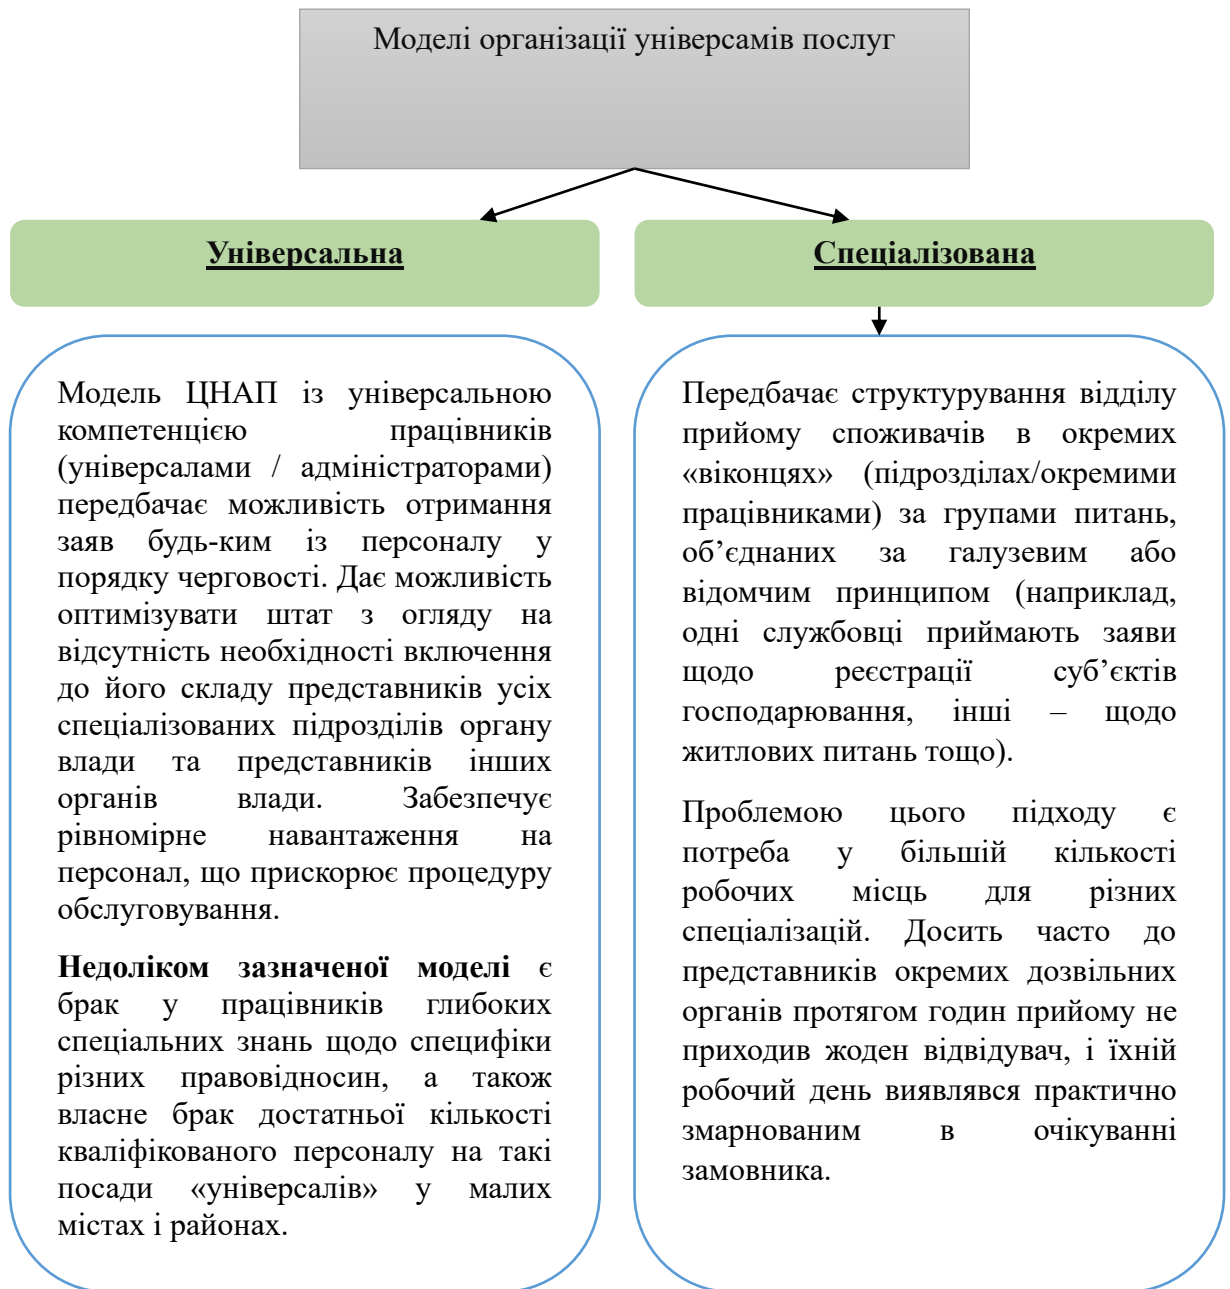 Моделі організації універсамів послуг
Універсальна
Спеціалізована
Модель ЦНАП із універсальною
компетенцією працівників
(універсалами / адміністраторами)
передбачає можливість отримання
заяв будь-ким із персоналу у
порядку черговості. Дає можливість
оптимізувати штат з огляду на
відсутність необхідності включення
до його складу представників усіх
спеціалізованих підрозділів органу
влади та представників інших
органів влади. Забезпечує
рівномірне навантаження на
персонал, що прискорює процедуру
обслуговування.
Недоліком зазначеної моделі є
брак у працівників глибоких
спеціальних знань щодо специфіки
різних правовідносин, а також
власне брак достатньої кількості
кваліфікованого персоналу на такі
посади «універсалів» у малих
містах і районах.
Передбачає структурування відділу
прийому споживачів в окремих
«віконцях» (підрозділах/окремими
працівниками) за групами питань,
об’єднаних за галузевим або
відомчим принципом (наприклад,
одні службовці приймають заяви
щодо реєстрації суб’єктів
господарювання, інші – щодо
житлових питань тощо).
Проблемою цього підходу є
потреба у більшій кількості
робочих місць для різних
спеціалізацій. Досить часто до
представників окремих дозвільних
органів протягом годин прийому не
приходив жоден відвідувач, і їхній
робочий день виявлявся практично
змарнованим в очікуванні
замовника.